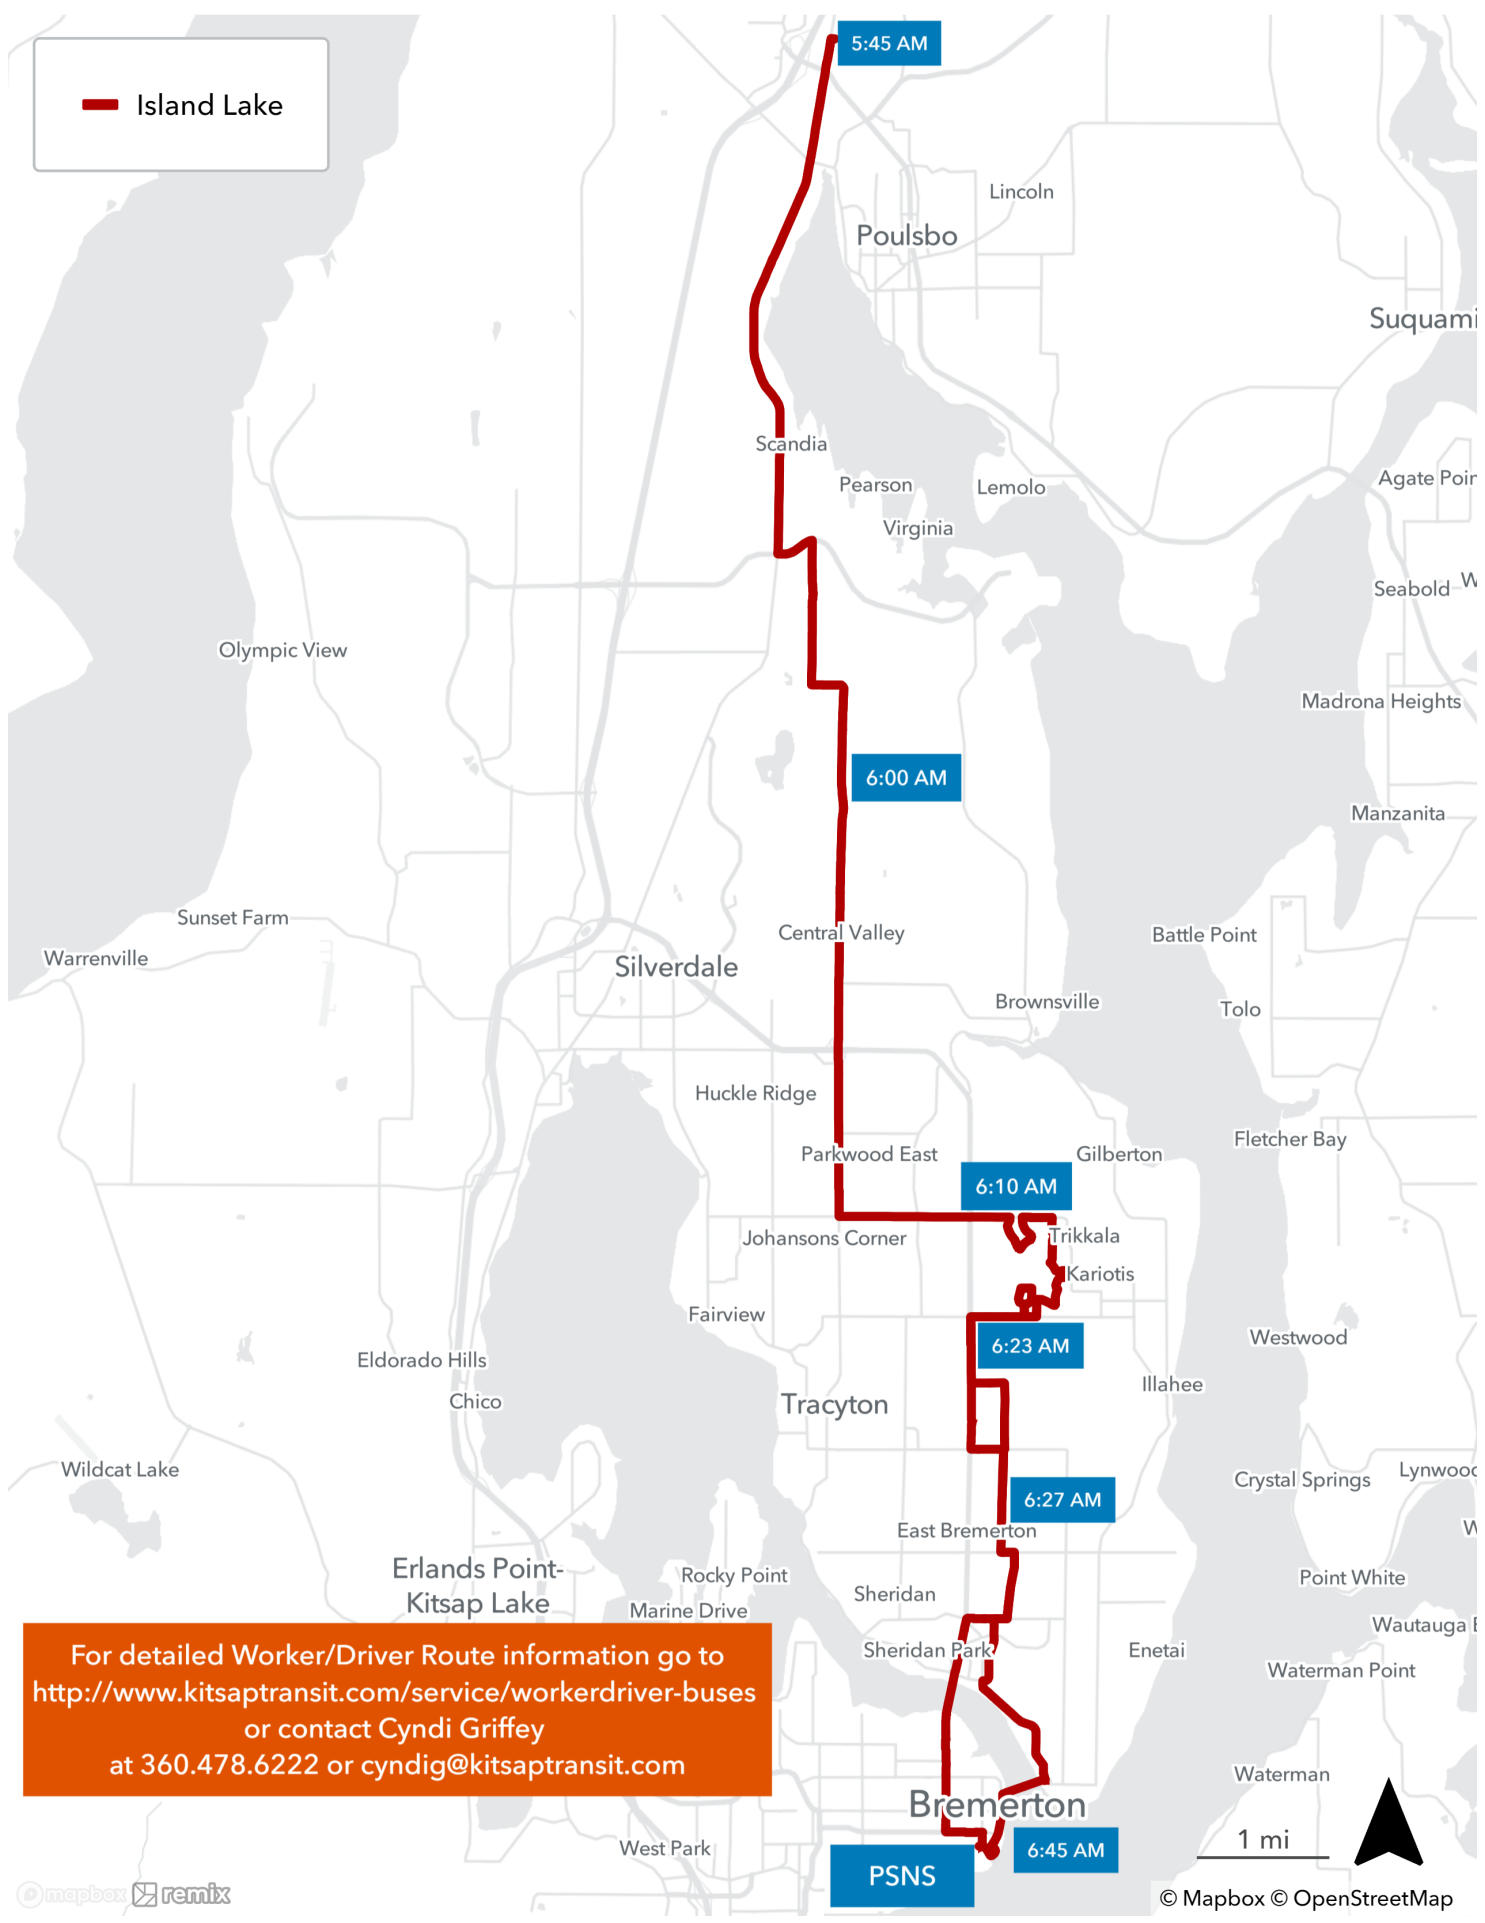 5:45 AM
Island Lake
Lincoln
Poulsbo
Suquami
Scandia
Agate Poin
Pearson
Lemolo
Virginia
Seabold
W
Olympic View
Madrona Heights
6:00 AM
Manzanita
Sunset Farm
Central Valley
Battle Point
Warrenville
Silverdale
Brownsville
Tolo
Huckle Ridge
Fletcher Bay
Parkwood East
Gilberton
6:10 AM
Johansons Corner
Trikkala
Kariotis
Fairview
Westwood
6:23 AM
Eldorado Hills
Illahee
Chico
Tracyton
Wildcat Lake
Crystal Springs
Lynwood
6:27 AM
East Bremerton
W
Erlands Point-
Kitsap Lake
Rocky Point
Point White
Sheridan
Marine Drive
Wautauga B
Sheridan Park
Enetai
Waterman Point
For detailed Worker/Driver Route information go to
http://www.kitsaptransit.com/service/workerdriver-buses
or contact Cyndi Griffey
at 360.478.6222 or cyndig@kitsaptransit.com
Waterman
Bremerton
1 mi
West Park
6:45 AM
PSNS
mapbox remix
© Mapbox © OpenStreetMap